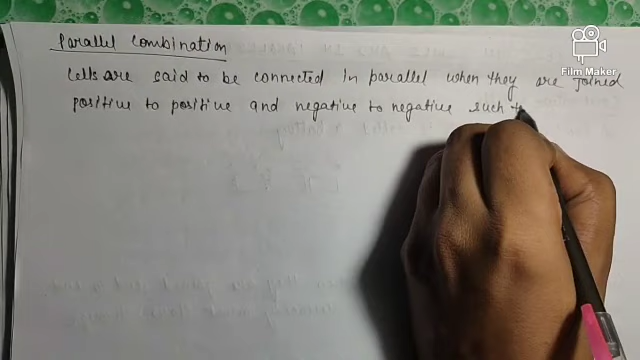 Parallel Combination
Cells are said to be connected in parallel when they are joined
positive to positive and negative to negative such
Film Maker